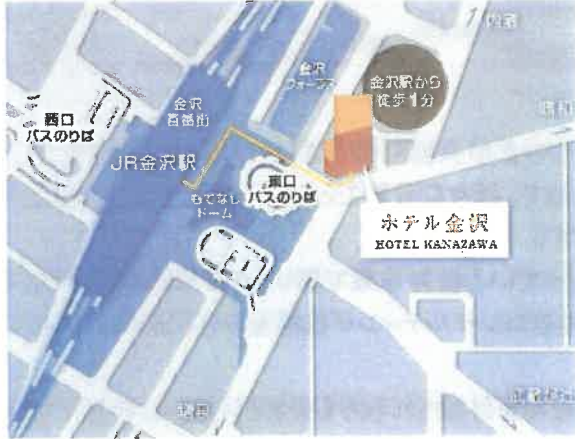 西口
バスのりば
金沢
百番街
JR金沢駅
金沢
フォーラス
金沢駅から
徒歩1分
東口
バスのりば
もてなし
ドーム
ホテル金沢
HOTEL KANAZAWA